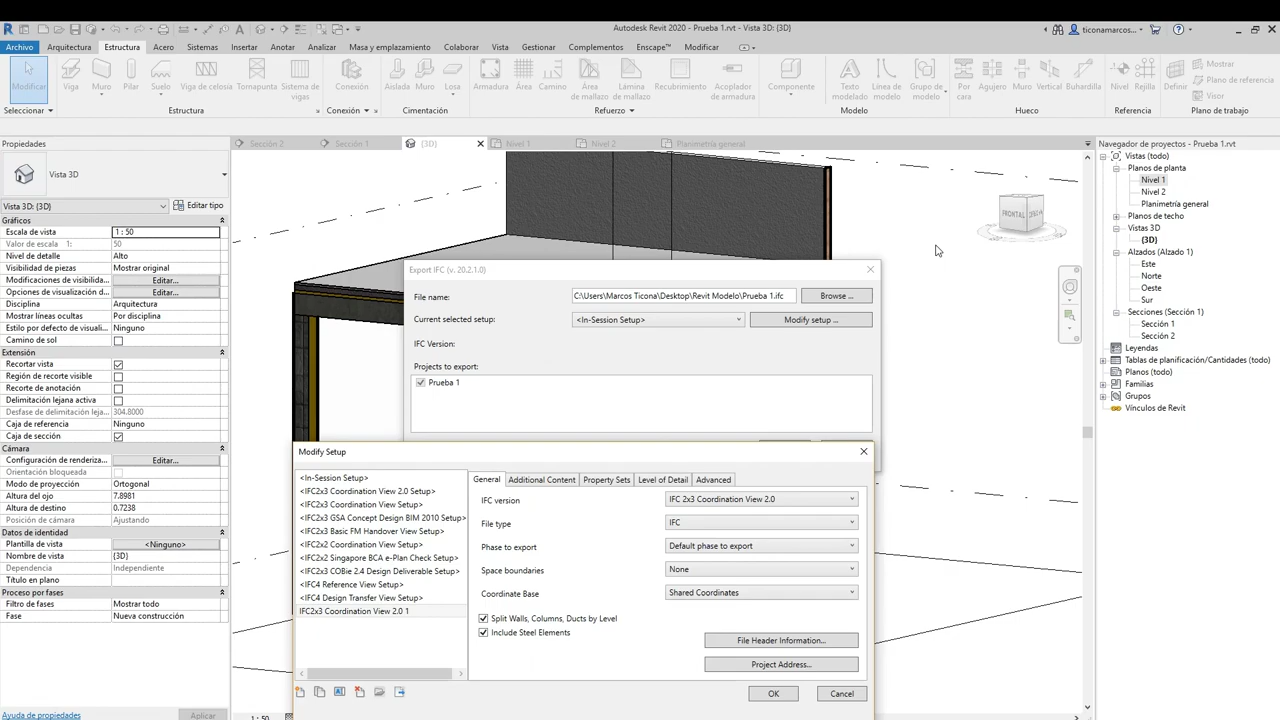 Autodesk Revit 2020 - Prueba 1.rvt - Vista 3D: {3D}
ticonamarcos...
Archivo Arquitectura Estructura Acero Sistemas Insertar Anotar Analizar Masa y emplazamiento Colaborar Vista Gestionar Complementos Enscape™ Modificar
Modificar Viga Muro Pilar Suelo Viga de celosía Tornapunta Sistema de vigas Conexión Aislada Muro Losa Armadura Área Camino Área de mallazo Lámina de mallazo Recubrimiento Acoplador de armadura Componente Texto modelado Línea de modelo Grupo de modelo Por cara Agujero Muro Vertical Buhardilla Nivel Rejilla Definir
Mostrar
Plano de referencia
Visor
Seleccionar Estructura Conexión Cimentación Refuerzo Modelo Hueco Referencia Plano de trabajo
Propiedades
Sección 2 Sección 1 {3D} Nivel 1 Nivel 2 Planimetría general
Vista 3D
Vista 3D: {3D} Editar tipo
Gráficos
Escala de vista 1 : 50
Valor de escala 1: 50
Nivel de detalle Alto
Visibilidad de piezas Mostrar original
Modificaciones de visibilida... Editar...
Opciones de visualización d... Editar...
Disciplina Arquitectura
Mostrar líneas ocultas Por disciplina
Estilo por defecto de visuali... Ninguno
Camino de sol
Extensión
Recortar vista
Región de recorte visible
Recorte de anotación
Delimitación lejana activa
Desfase de delimitación leja... 304.8000
Caja de referencia Ninguno
Caja de sección
Cámara
Configuración de renderiza... Editar...
Orientación bloqueada
Modo de proyección Ortogonal
Altura del ojo 7.8981
Altura de destino 0.7238
Posición de cámara Ajustando
Datos de identidad
Plantilla de vista <Ninguno>
Nombre de vista {3D}
Dependencia Independiente
Título en plano
Proceso por fases
Filtro de fases Mostrar todo
Fase Nueva construcción
Ayuda de propiedades Aplicar
1 : 50
FRONTAL
Export IFC (v. 20.2.1.0)
File name: C:\Users\Marcos Ticona\Desktop\Revit Modelo\Prueba 1.ifc Browse ...
Current selected setup: <In-Session Setup> Modify setup ...
IFC Version:
Projects to export:
Prueba 1
Modify Setup
<In-Session Setup>
<IFC2x3 Coordination View 2.0 Setup>
<IFC2x3 Coordination View Setup>
<IFC2x3 GSA Concept Design BIM 2010 Setup>
<IFC2x3 Basic FM Handover View Setup>
<IFC2x2 Coordination View Setup>
<IFC2x2 Singapore BCA e-Plan Check Setup>
<IFC2x3 COBie 2.4 Design Deliverable Setup>
<IFC4 Reference View Setup>
<IFC4 Design Transfer View Setup>
IFC2x3 Coordination View 2.0 1
General Additional Content Property Sets Level of Detail Advanced
IFC version IFC 2x3 Coordination View 2.0
File type IFC
Phase to export Default phase to export
Space boundaries None
Coordinate Base Shared Coordinates
Split Walls, Columns, Ducts by Level
Include Steel Elements
File Header Information...
Project Address...
OK Cancel
Navegador de proyectos - Prueba 1.rvt
Vistas (todo)
Planos de planta
Nivel 1
Nivel 2
Planimetría general
Planos de techo
Vistas 3D
{3D}
Alzados (Alzado 1)
Este
Norte
Oeste
Sur
Secciones (Sección 1)
Sección 1
Sección 2
Leyendas
Tablas de planificación/Cantidades (todo)
Planos (todo)
Familias
Grupos
Vínculos de Revit